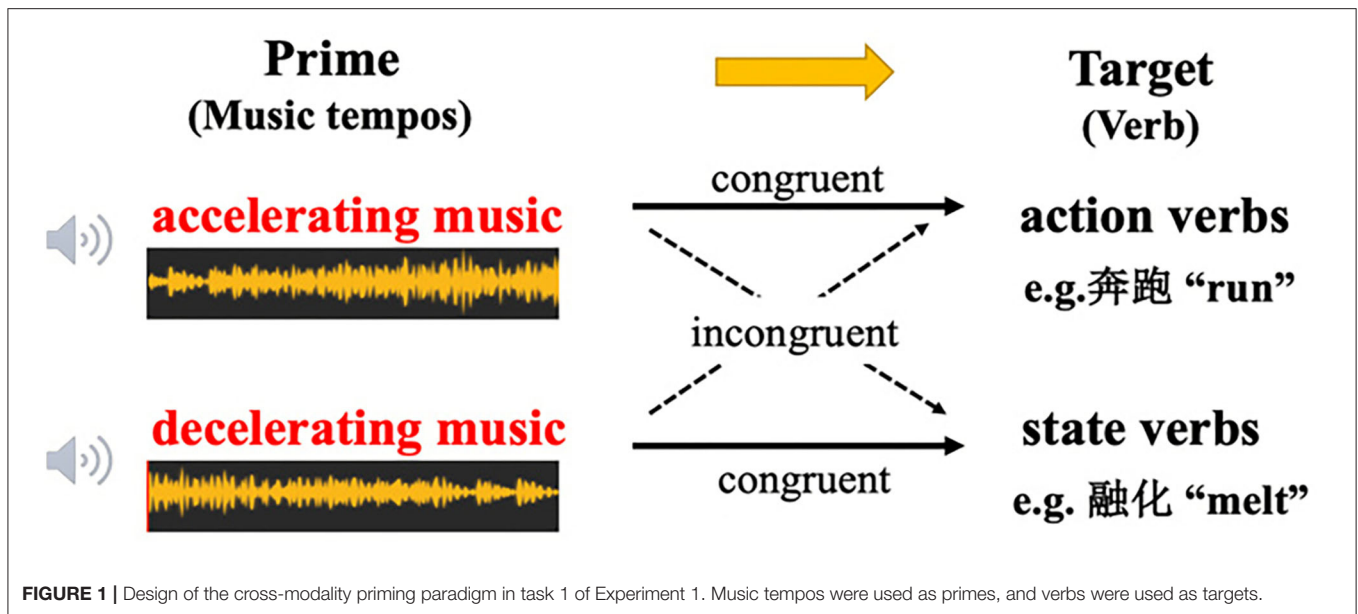 Prime
(Music tempos)
Target
(Verb)
accelerating music
congruent
action verbs
e.g.奔跑 “run”
incongruent
decelerating music
congruent
state verbs
e.g. 融化 “melt”
FIGURE 1 | Design of the cross-modality priming paradigm in task 1 of Experiment 1. Music tempos were used as primes, and verbs were used as targets.